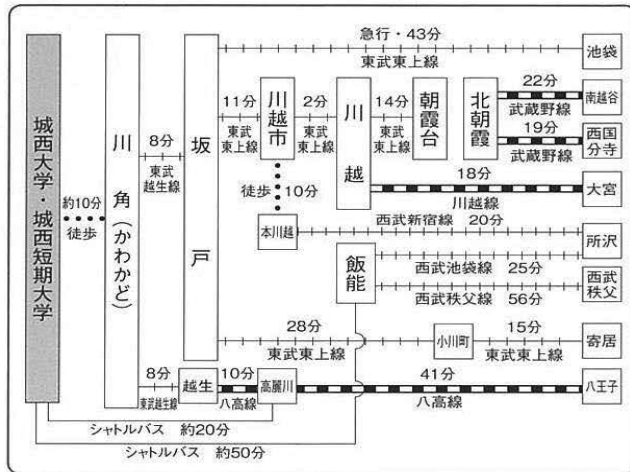 城西大学・城西短期大学
約10分
徒歩
川角(かわかど)
8分
東武
越生線
坂戸
急行・43分
東武東上線
池袋
11分
東武
東上線
川越市
2分
東武
東上線
川越
14分
東武
東上線
朝霞台
北朝霞
22分
武蔵野線
南越谷
19分
武蔵野線
西国
分寺
18分
川越線
大宮
徒歩
10分
本川越
西武新宿線 20分
所沢
飯能
西武池袋線 25分
西武秩父線 56分
西武
秩父
28分
東武東上線
小川町
15分
東武東上線
寄居
8分
東武越生線
越生
10分
八高線
高麗川
41分
八高線
八王子
シャトルバス 約20分
シャトルバス 約50分